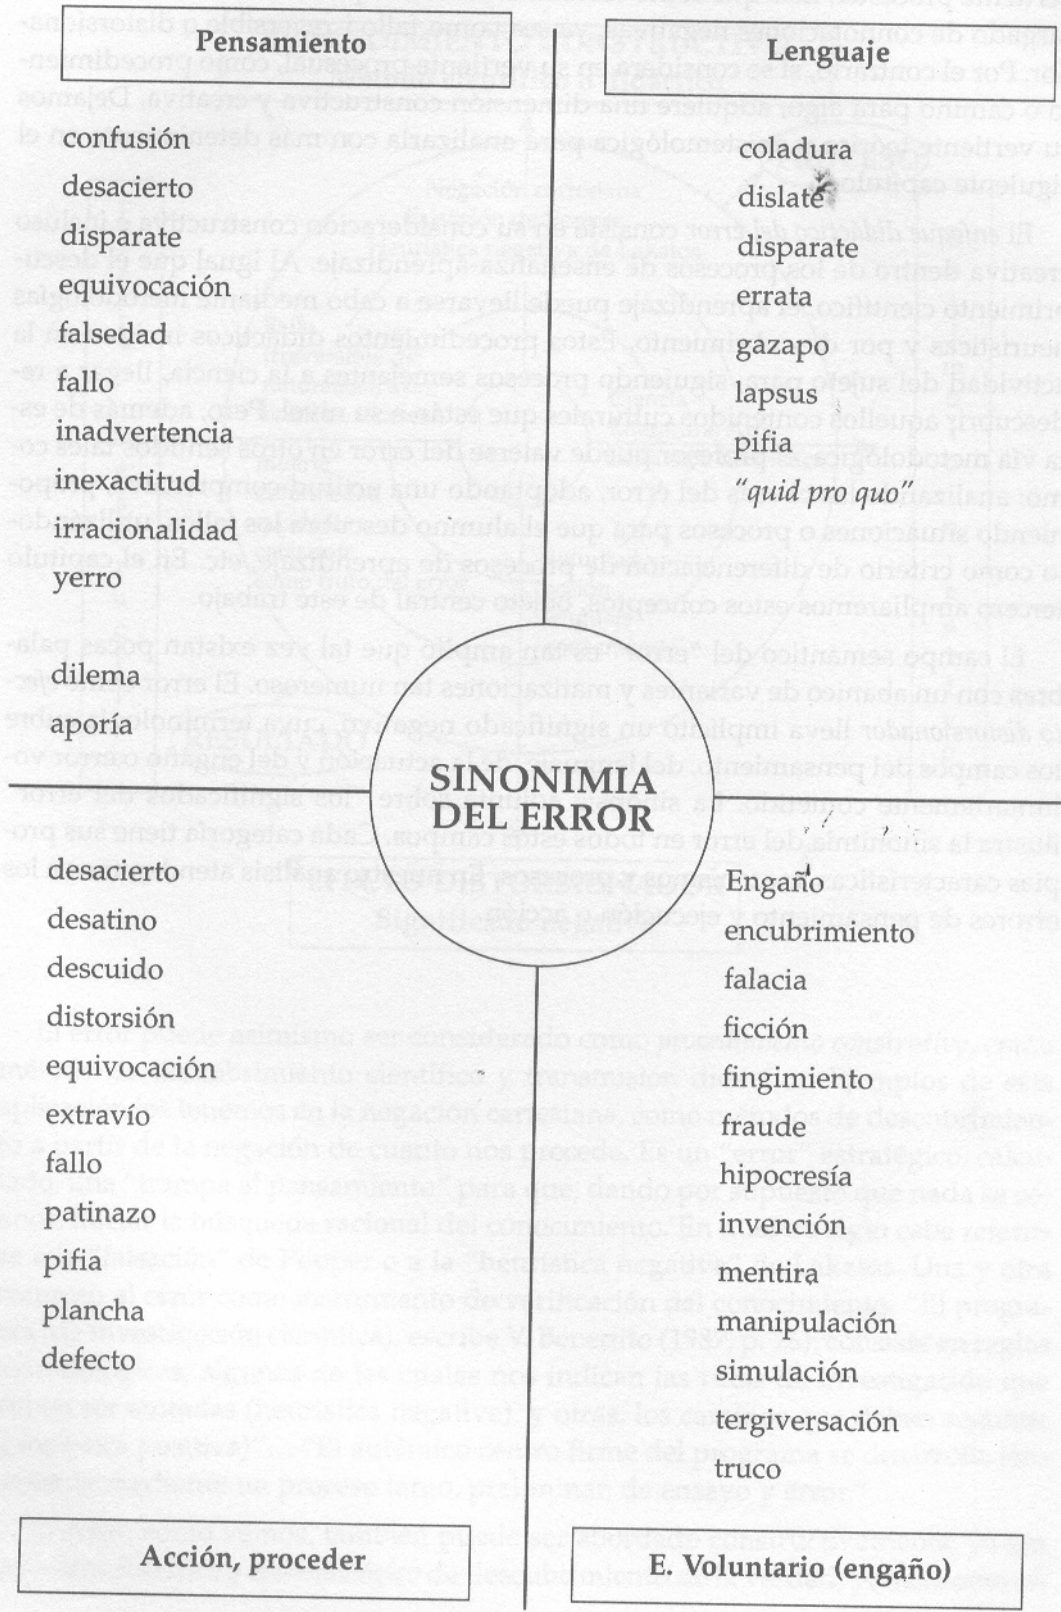 Pensamiento
confusión
desacierto
disparate
equivocación
falsedad
fallo
inadvertencia
inexactitud
irracionalidad
yerro
dilema
aporía
Lenguaje
coladura
dislate
disparate
errata
gazapo
lapsus
pifia
“quid pro quo”
SINONIMIA
DEL ERROR
desacierto
desatino
descuido
distorsión
equivocación
extravío
fallo
patinazo
pifia
plancha
defecto
Acción, proceder
Engaño
encubrimiento
falacia
ficción
fingimiento
fraude
hipocresía
invención
mentira
manipulación
simulación
tergiversación
truco
E. Voluntario (engaño)